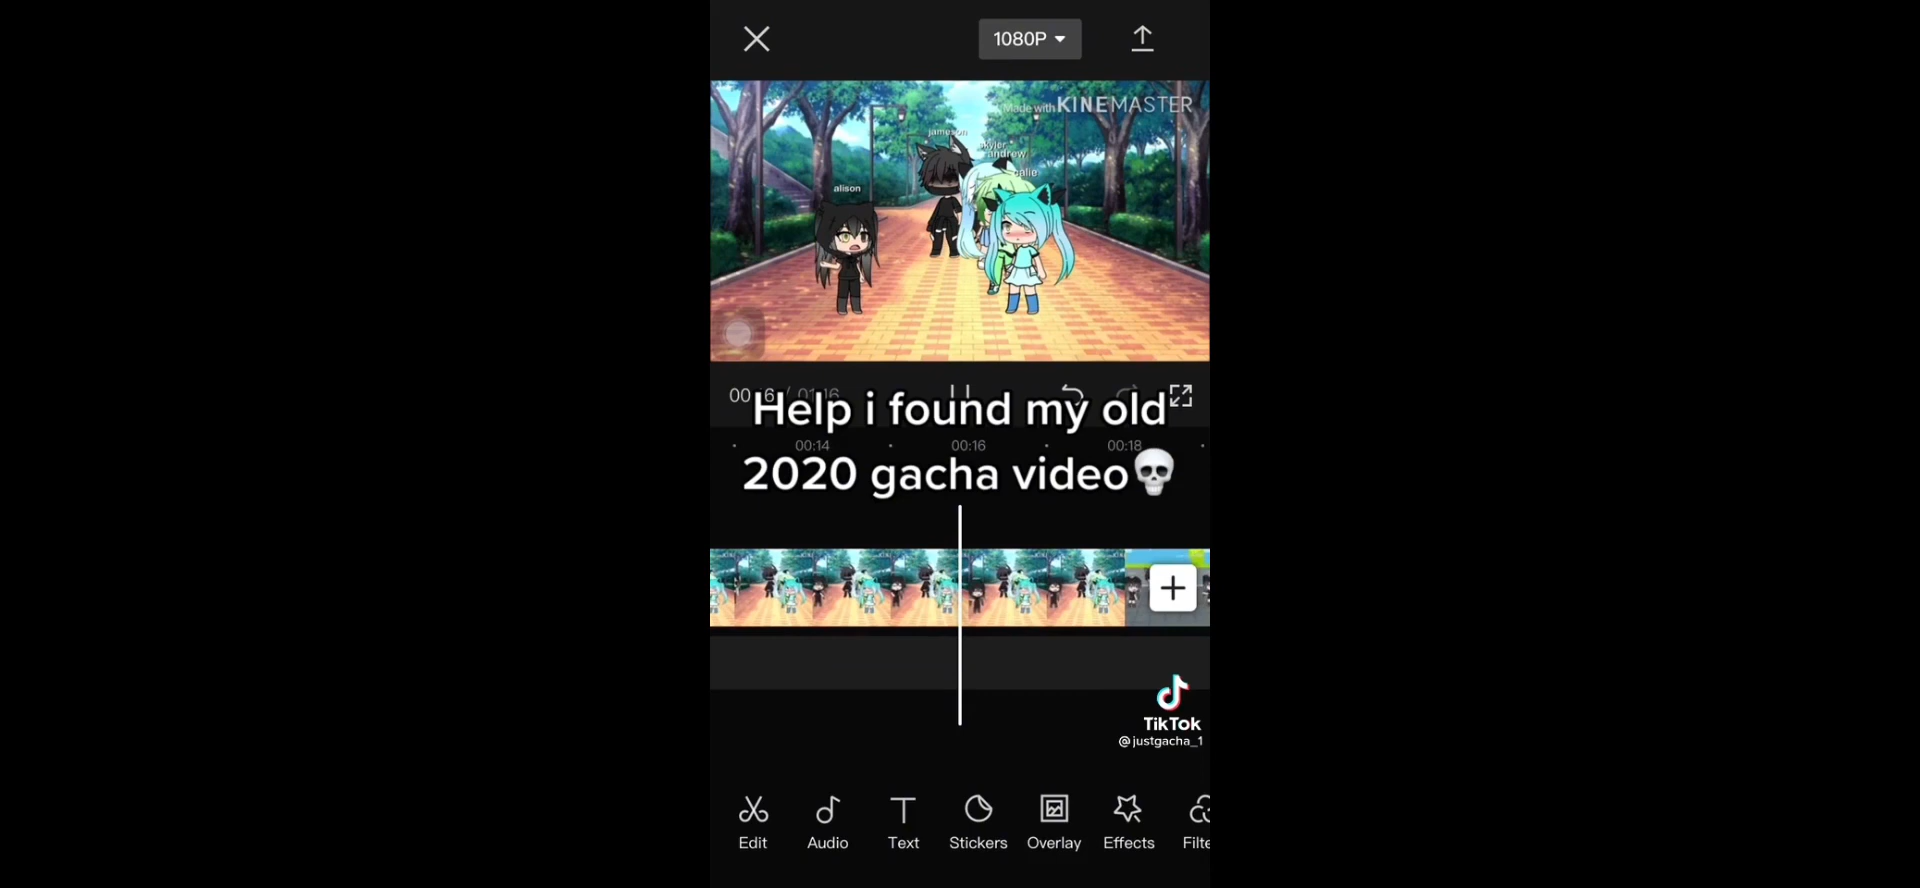 1080P
Made with KINEMASTER
jameson
skyler
andrew
alison
Help i found my old
00:14 00:16 00:18
2020 gacha video💀
TikTok
@justgacha_1
Edit Audio Text Stickers Overlay Effects